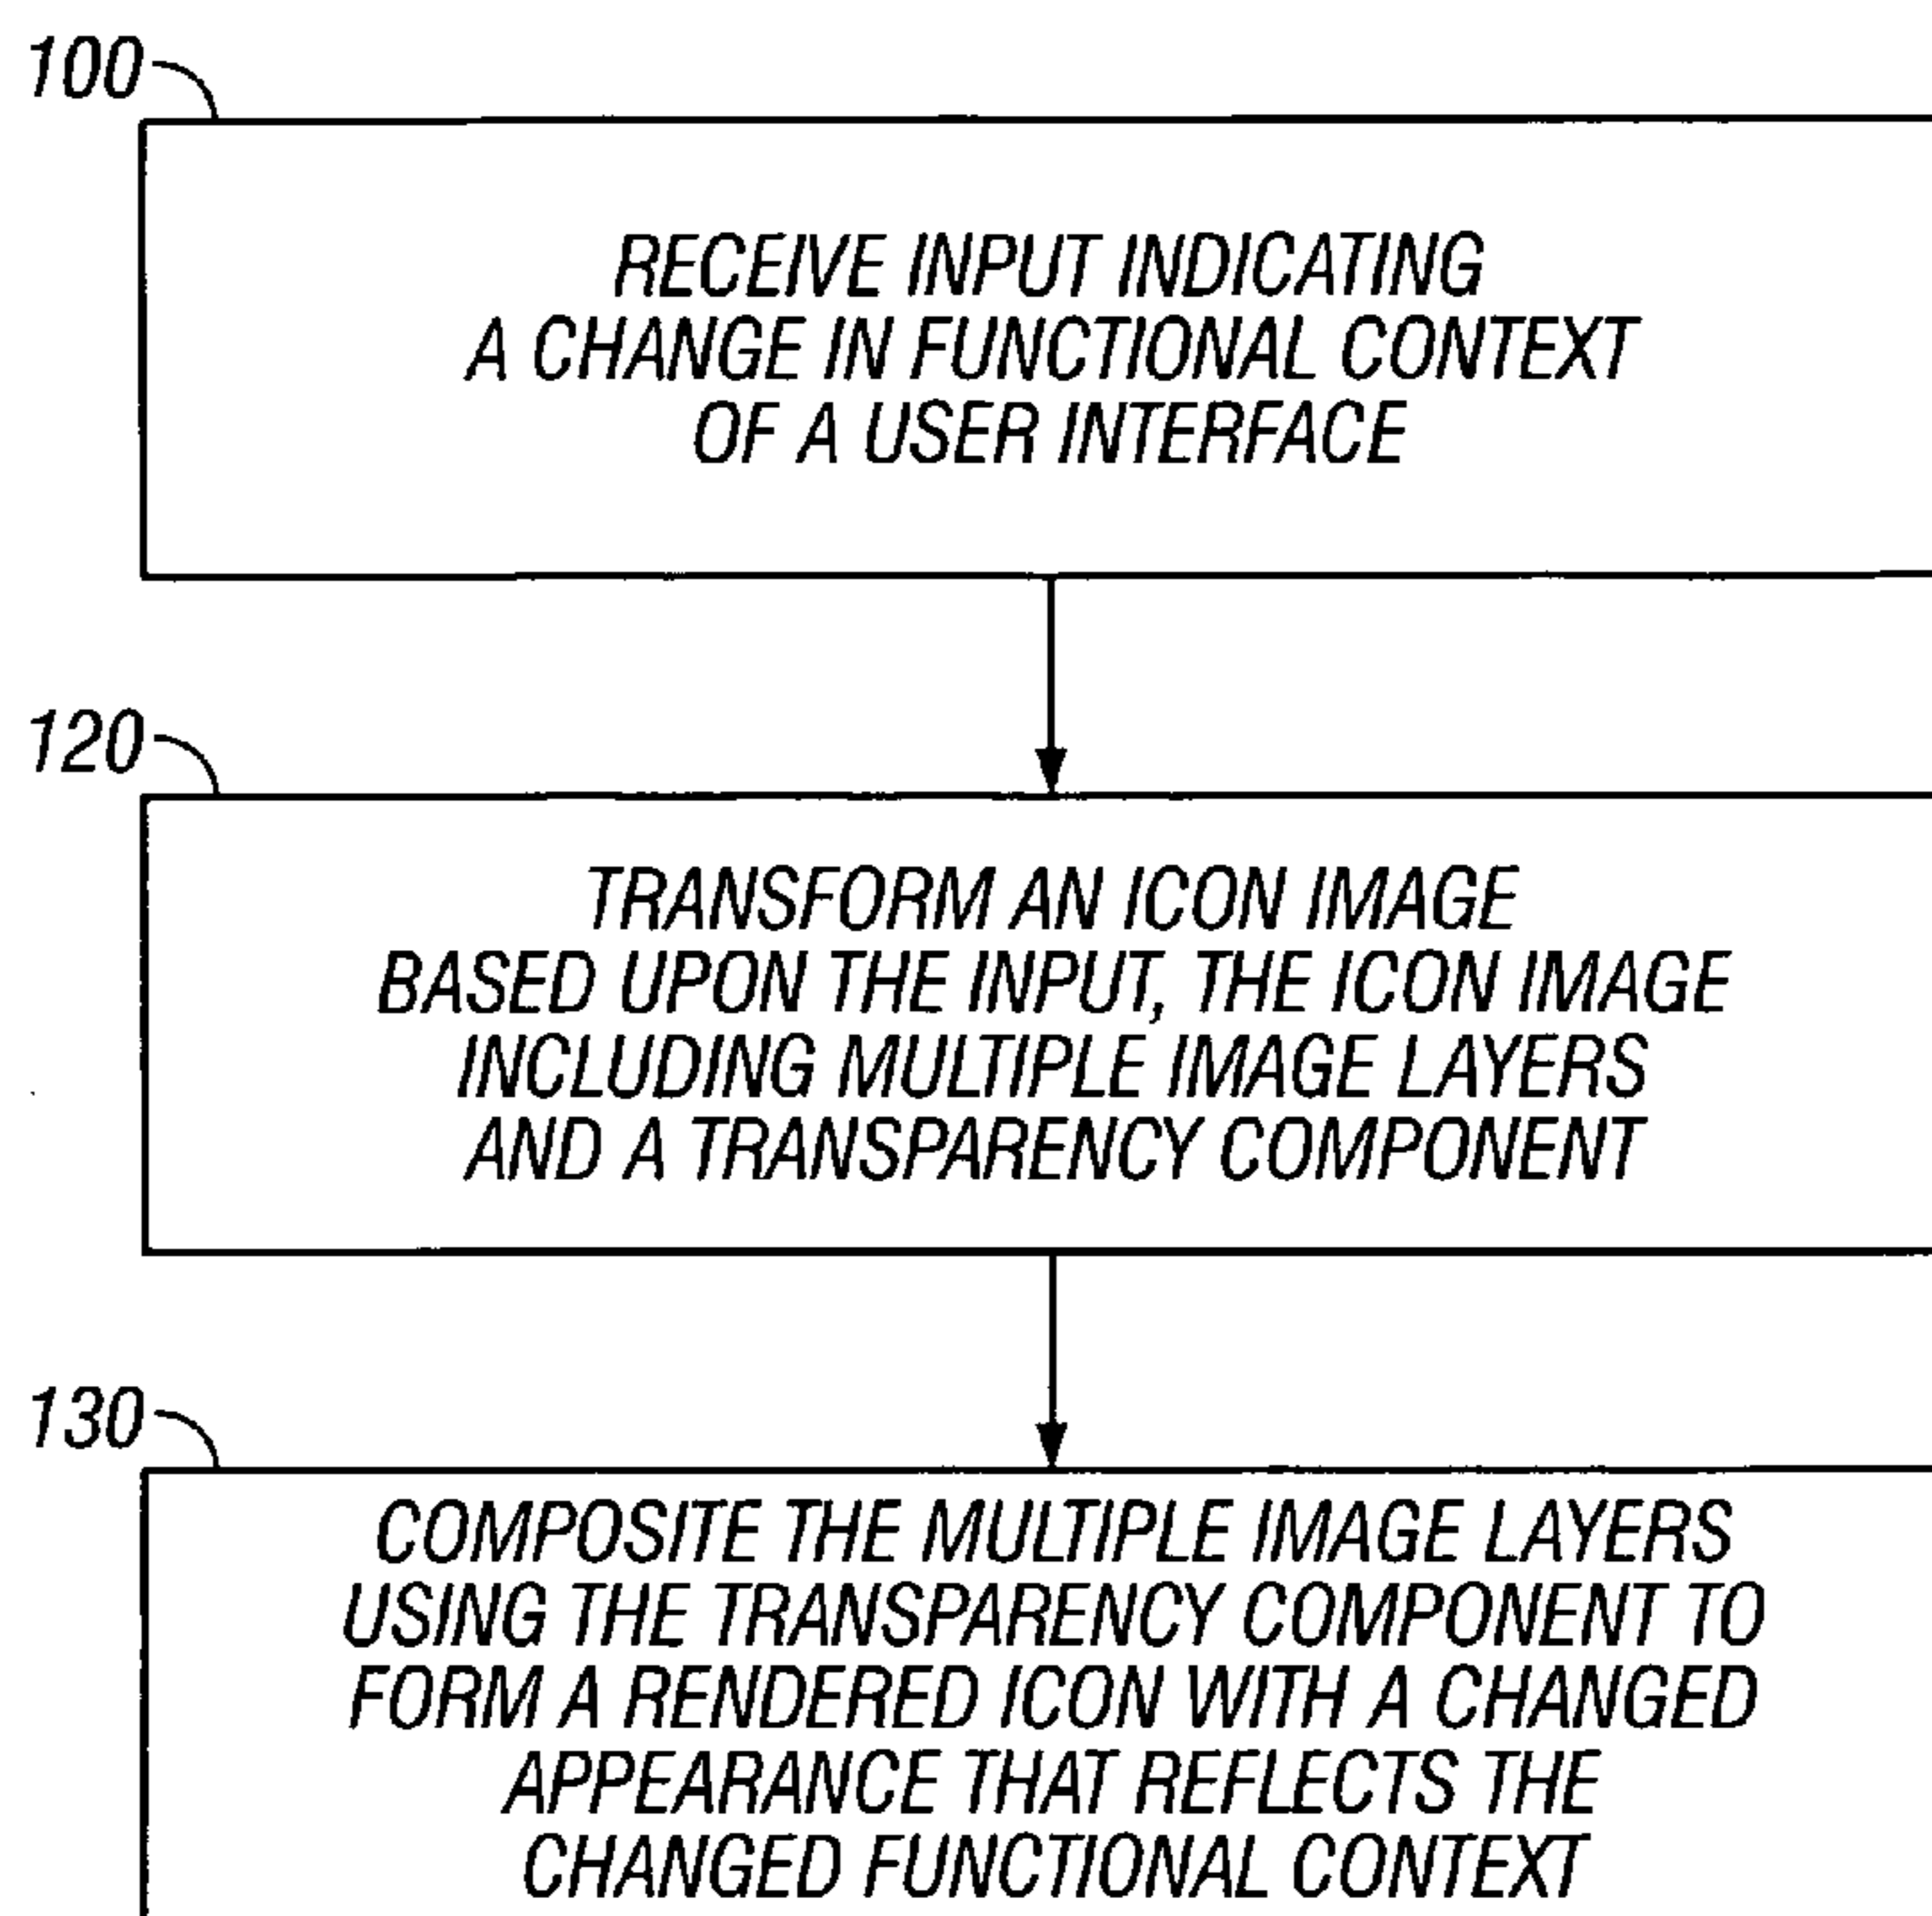 100
RECEIVE INPUT INDICATING
A CHANGE IN FUNCTIONAL CONTEXT
OF A USER INTERFACE
120
TRANSFORM AN ICON IMAGE
BASED UPON THE INPUT, THE ICON IMAGE
INCLUDING MULTIPLE IMAGE LAYERS
AND A TRANSPARENCY COMPONENT
130
COMPOSITE THE MULTIPLE IMAGE LAYERS
USING THE TRANSPARENCY COMPONENT TO
FORM A RENDERED ICON WITH A CHANGED
APPEARANCE THAT REFLECTS THE
CHANGED FUNCTIONAL CONTEXT